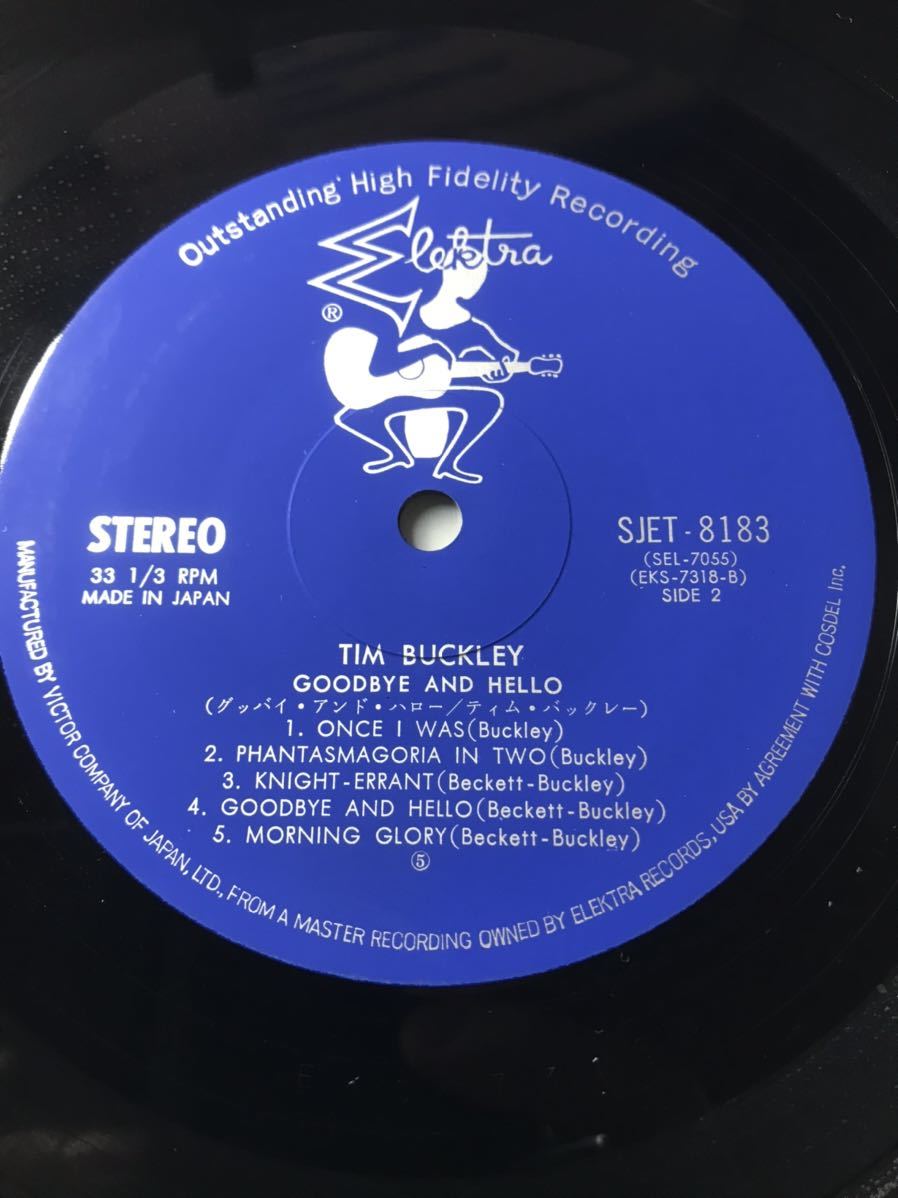 Outstanding High Fidelity Recording
Elektra
®
STEREO
33 1/3 RPM
MADE IN JAPAN
SJET-8183
(SEL-7055)
(EKS-7318-B)
SIDE 2
TIM BUCKLEY
GOODBYE AND HELLO
(グッバイ・アンド・ハロー/ティム・バックレー)
1. ONCE I WAS (Buckley)
2. PHANTASMAGORIA IN TWO (Buckley)
3. KNIGHT-ERRANT (Beckett-Buckley)
4. GOODBYE AND HELLO (Beckett-Buckley)
5. MORNING GLORY (Beckett-Buckley)
⑤
MANUFACTURED BY VICTOR COMPANY OF JAPAN, LTD., FROM A MASTER RECORDING OWNED BY ELEKTRA RECORDS, USA BY AGREEMENT WITH COSDEL Inc.